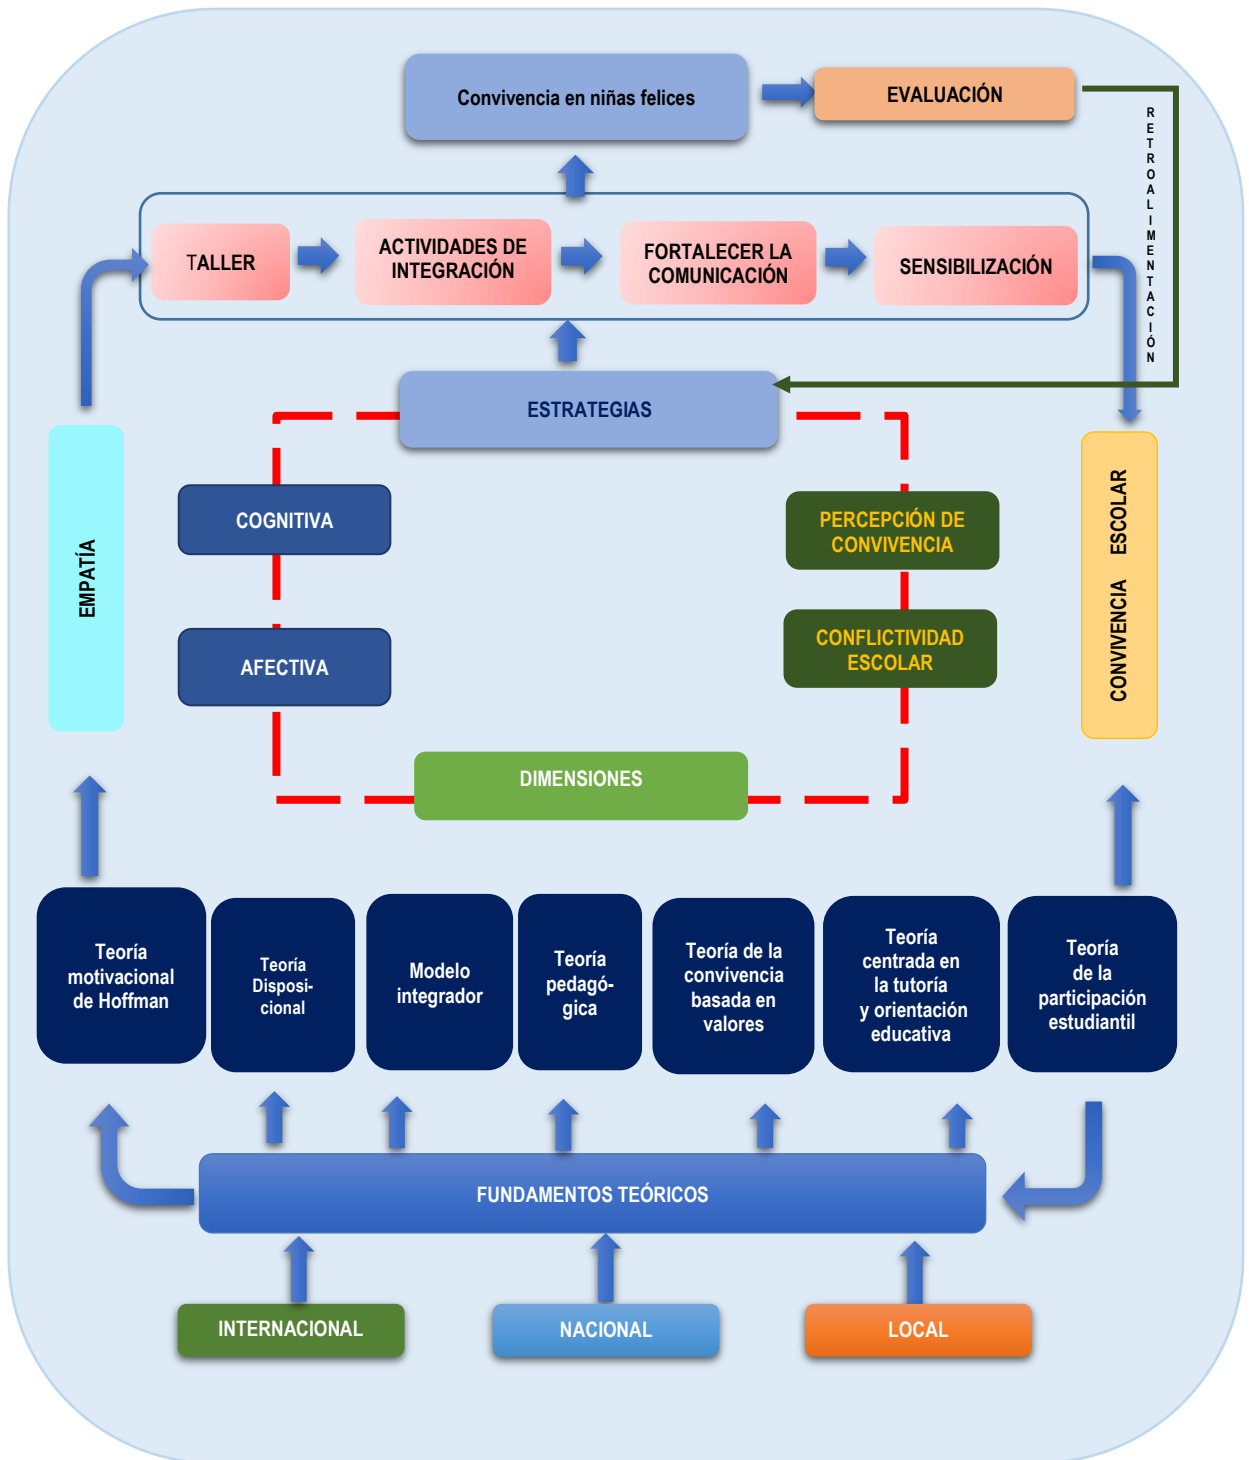 Convivencia en niñas felices
EVALUACIÓN
RETROALIMENTACIÓN
TALLER
ACTIVIDADES DE
INTEGRACIÓN
FORTALECER LA
COMUNICACIÓN
SENSIBILIZACIÓN
ESTRATEGIAS
EMPATÍA
COGNITIVA
AFECTIVA
PERCEPCIÓN DE
CONVIVENCIA
CONFLICTIVIDAD
ESCOLAR
CONVIVENCIA ESCOLAR
DIMENSIONES
Teoría
motivacional
de Hoffman
Teoría
Disposi-
cional
Modelo
integrador
Teoría
pedagó-
gica
Teoría de la
convivencia
basada en
valores
Teoría
centrada en
la tutoría
y orientación
educativa
Teoría
de la
participación
estudiantil
FUNDAMENTOS TEÓRICOS
INTERNACIONAL
NACIONAL
LOCAL